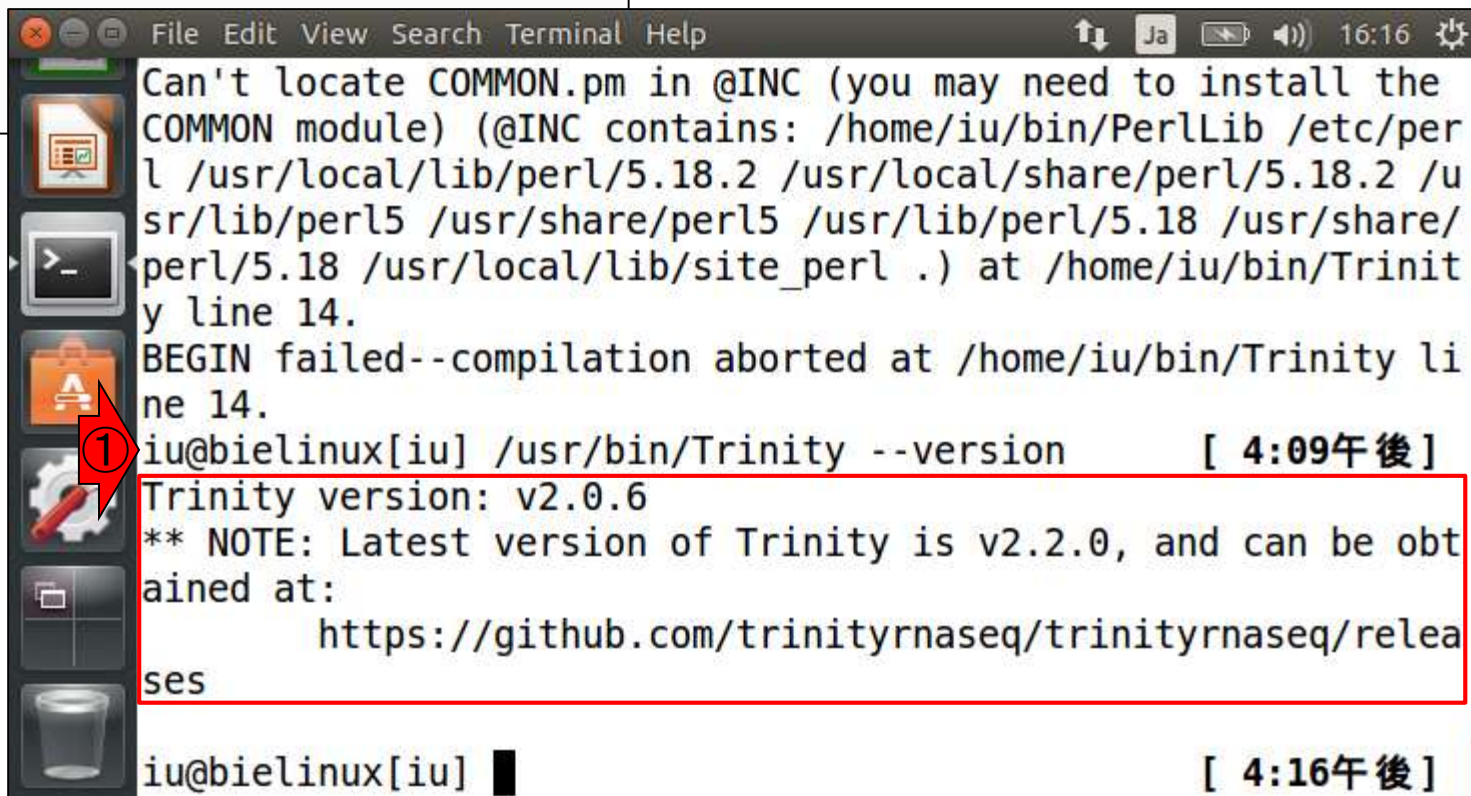 File Edit View Search Terminal Help Ja 16:16
Can't locate COMMON.pm in @INC (you may need to install the
COMMON module) (@INC contains: /home/iu/bin/PerlLib /etc/per
l /usr/local/lib/perl/5.18.2 /usr/local/share/perl/5.18.2 /u
sr/lib/perl5 /usr/share/perl5 /usr/lib/perl/5.18 /usr/share/
perl/5.18 /usr/local/lib/site_perl .) at /home/iu/bin/Trinit
y line 14.
BEGIN failed--compilation aborted at /home/iu/bin/Trinity li
ne 14.
① iu@bielinux[iu] /usr/bin/Trinity --version [ 4:09午後]
Trinity version: v2.0.6
** NOTE: Latest version of Trinity is v2.2.0, and can be obt
ained at:
https://github.com/trinityrnaseq/trinityrnaseq/relea
ses
iu@bielinux[iu] [ 4:16午後]